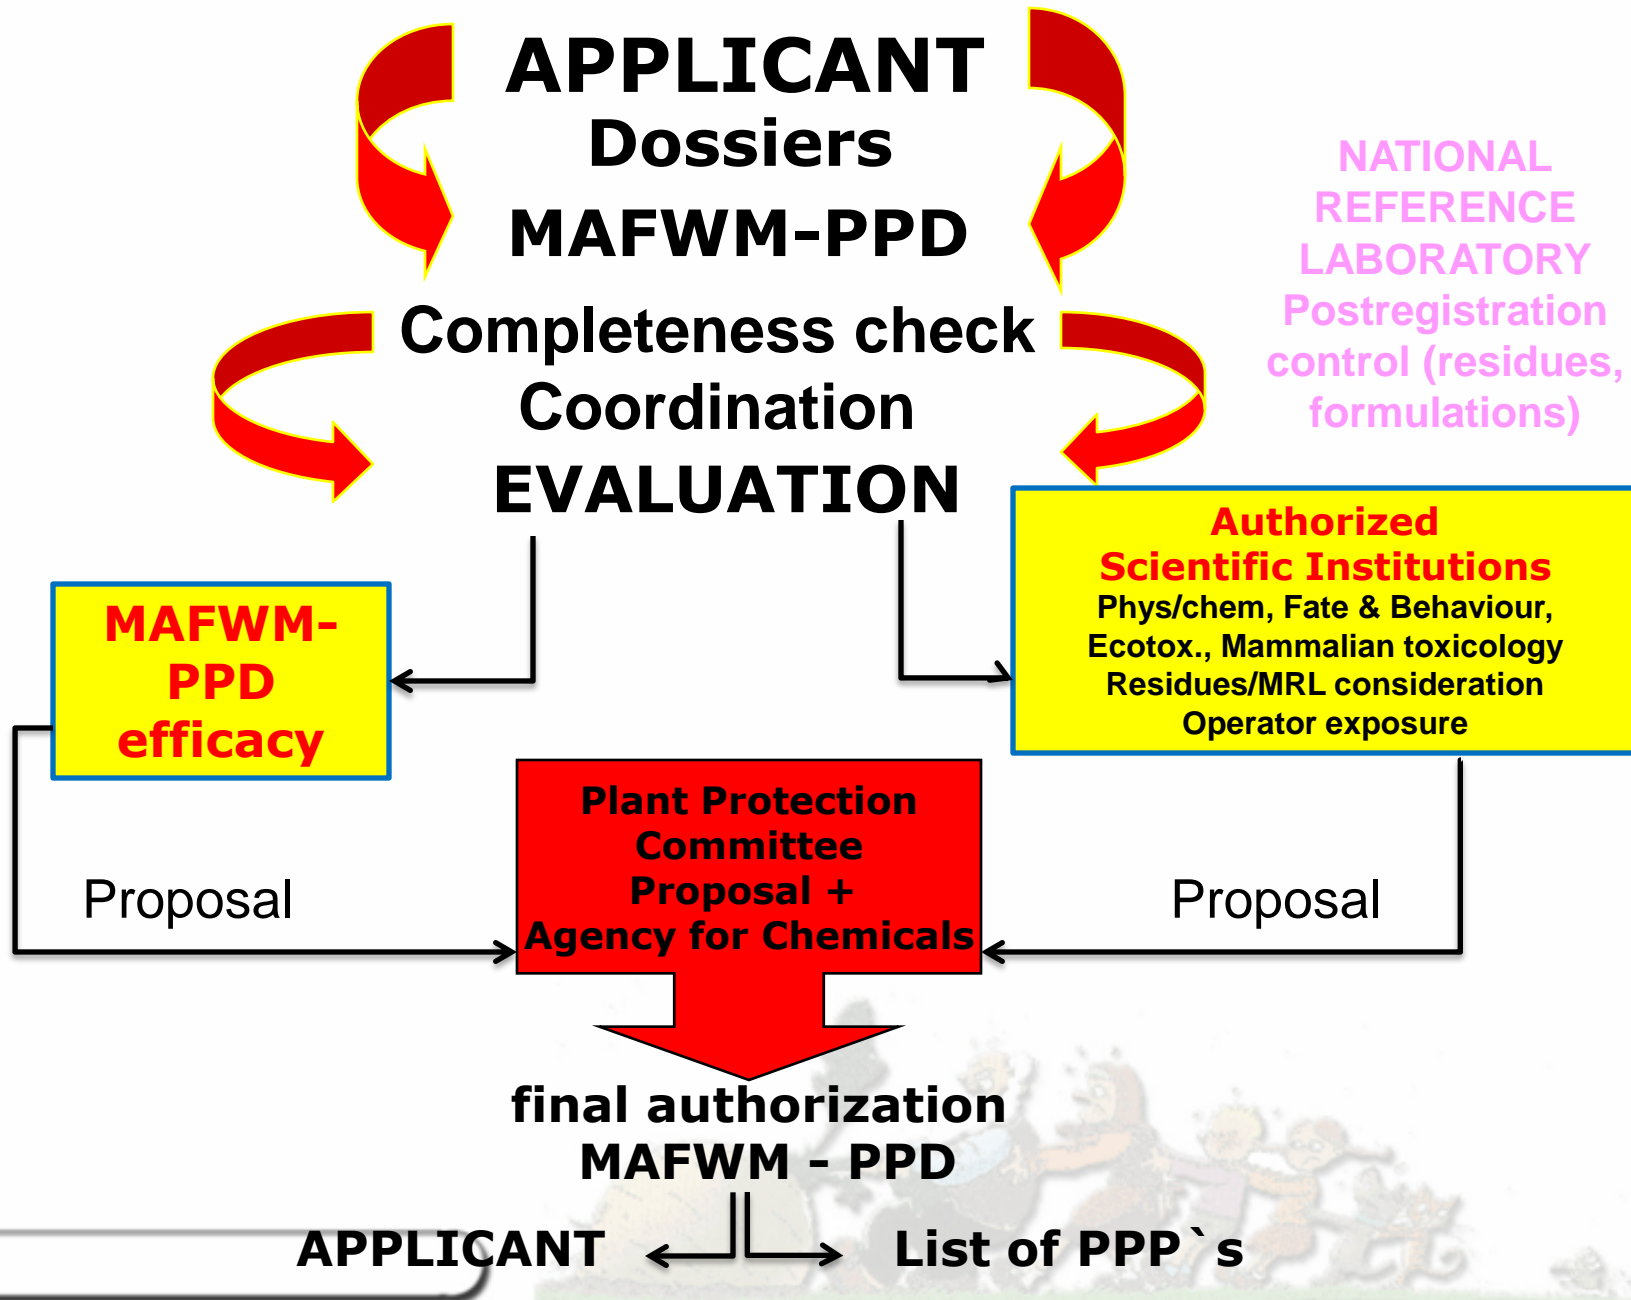 APPLICANT
Dossiers
MAFWM-PPD
Completeness check
Coordination
EVALUATION
NATIONAL
REFERENCE
LABORATORY
Postregistration
control (residues,
formulations)
MAFWM-
PPD
efficacy
Authorized
Scientific Institutions
Phys/chem, Fate & Behaviour,
Ecotox., Mammalian toxicology
Residues/MRL consideration
Operator exposure
Proposal
Plant Protection
Committee
Proposal +
Agency for Chemicals
Proposal
final authorization
MAFWM - PPD
APPLICANT
List of PPP`s